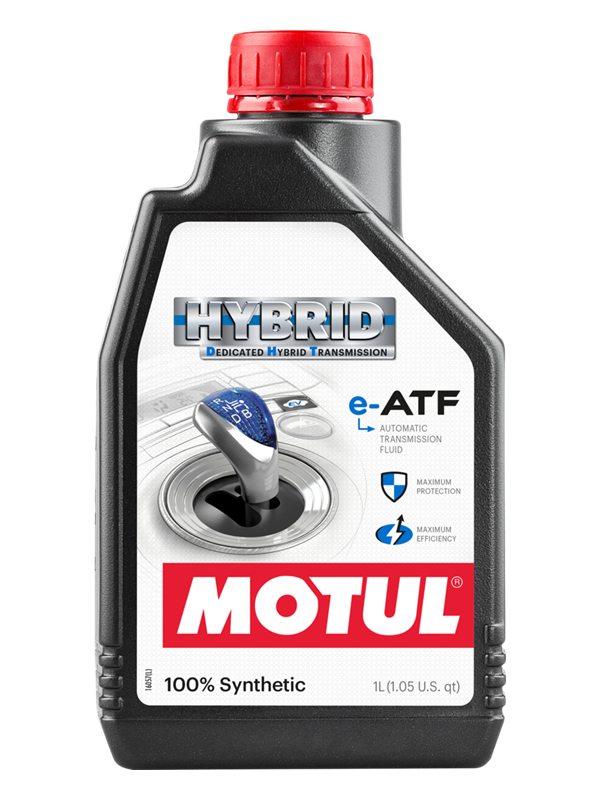 HYBRID
DEDICATED HYBRID TRANSMISSION
EV
R
N
D B
e-ATF
AUTOMATIC
TRANSMISSION
FLUID
MAXIMUM
PROTECTION
MAXIMUM
EFFICIENCY
MOTUL®
100% Synthetic
1L (1.05 U.S. qt)